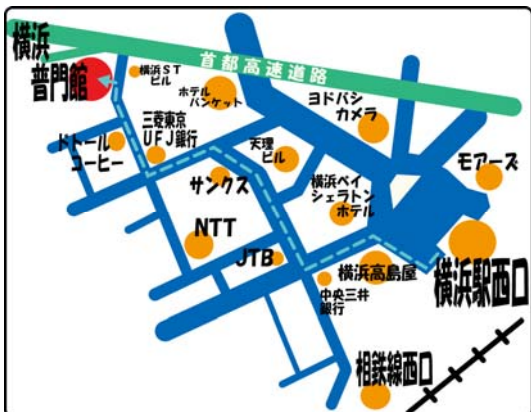 横浜
普門館
首都高速道路
横浜ST
ビル
ホテル
バンケット
ヨドバシ
カメラ
ドトール
コーヒー
三菱東京
UFJ銀行
天理
ビル
モアーズ
サンクス
横浜ベイ
シェラトン
ホテル
NTT
JTB
横浜高島屋
横浜駅西口
中央三井
銀行
相鉄線西口